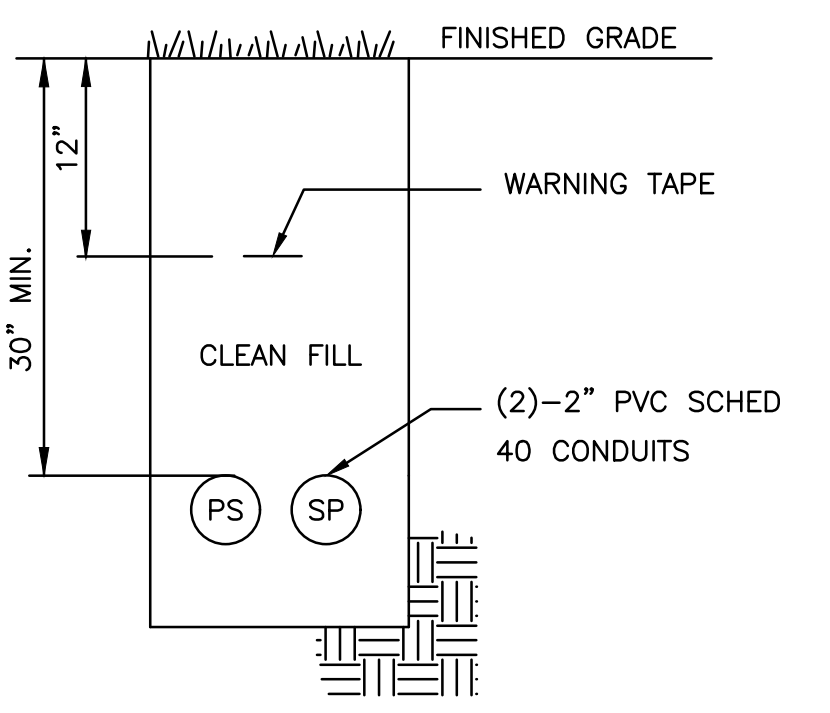 FINISHED GRADE
12”
WARNING TAPE
30” MIN.
CLEAN FILL
(2)–2” PVC SCHED
40 CONDUITS
PS
SP